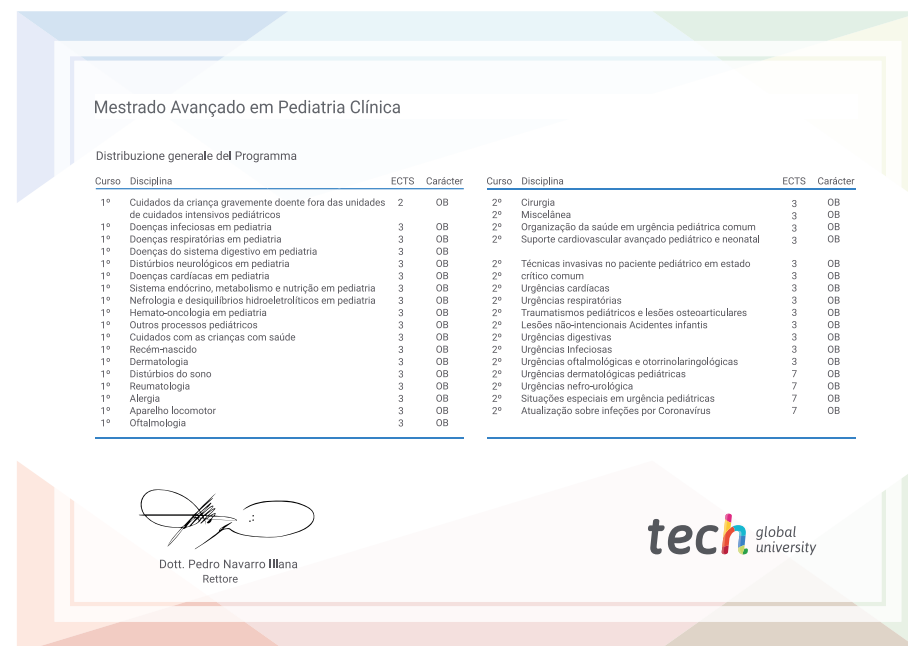 Mestrado Avançado em Pediatria Clínica
Distribuzione generale del Programma
Curso Disciplina ECTS Carácter
1º Cuidados da criança gravemente doente fora das unidades 2 OB
de cuidados intensivos pediátricos
1º Doenças infeciosas em pediatria 3 OB
1º Doenças respiratórias em pediatria 3 OB
1º Doenças do sistema digestivo em pediatria 3 OB
1º Distúrbios neurológicos em pediatria 3 OB
1º Doenças cardíacas em pediatria 3 OB
1º Sistema endócrino, metabolismo e nutrição em pediatria 3 OB
1º Nefrologia e desiquilíbrios hidroeletrolíticos em pediatria 3 OB
1º Hemato-oncologia em pediatria 3 OB
1º Outros processos pediátricos 3 OB
1º Cuidados com as crianças com saúde 3 OB
1º Recém-nascido 3 OB
1º Dermatologia 3 OB
1º Distúrbios do sono 3 OB
1º Reumatologia 3 OB
1º Alergia 3 OB
1º Aparelho locomotor 3 OB
1º Oftalmologia 3 OB
Curso Disciplina ECTS Carácter
2º Cirurgia 3 OB
2º Miscelânea 3 OB
2º Organização da saúde em urgência pediátrica comum 3 OB
2º Suporte cardiovascular avançado pediátrico e neonatal 3 OB
2º Técnicas invasivas no paciente pediátrico em estado 3 OB
2º crítico comum 3 OB
2º Urgências cardíacas 3 OB
2º Urgências respiratórias 3 OB
2º Traumatismos pediátricos e lesões osteoarticulares 3 OB
2º Lesões não-intencionais Acidentes infantis 3 OB
2º Urgências digestivas 3 OB
2º Urgências Infeciosas 3 OB
2º Urgências oftalmológicas e otorrinolaringológicas 3 OB
2º Urgências dermatológicas pediátricas 7 OB
2º Urgências nefro-urológica 7 OB
2º Situações especiais em urgência pediátricas 7 OB
2º Atualização sobre infeções por Coronavírus 7 OB
Dott. Pedro Navarro Illana
Rettore
tech global
university